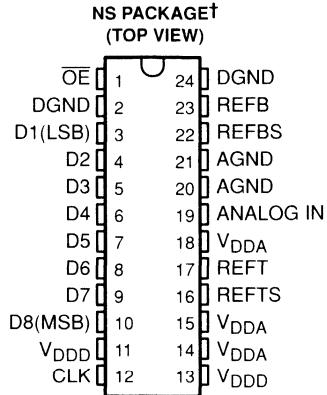 NS PACKAGE†
(TOP VIEW)
OE 1 24 DGND
DGND 2 23 REFB
D1(LSB) 3 22 REFBS
D2 4 21 AGND
D3 5 20 AGND
D4 6 19 ANALOG IN
D5 7 18 VDDA
D6 8 17 REFT
D7 9 16 REFTS
D8(MSB) 10 15 VDDA
VDDD 11 14 VDDA
CLK 12 13 VDDD